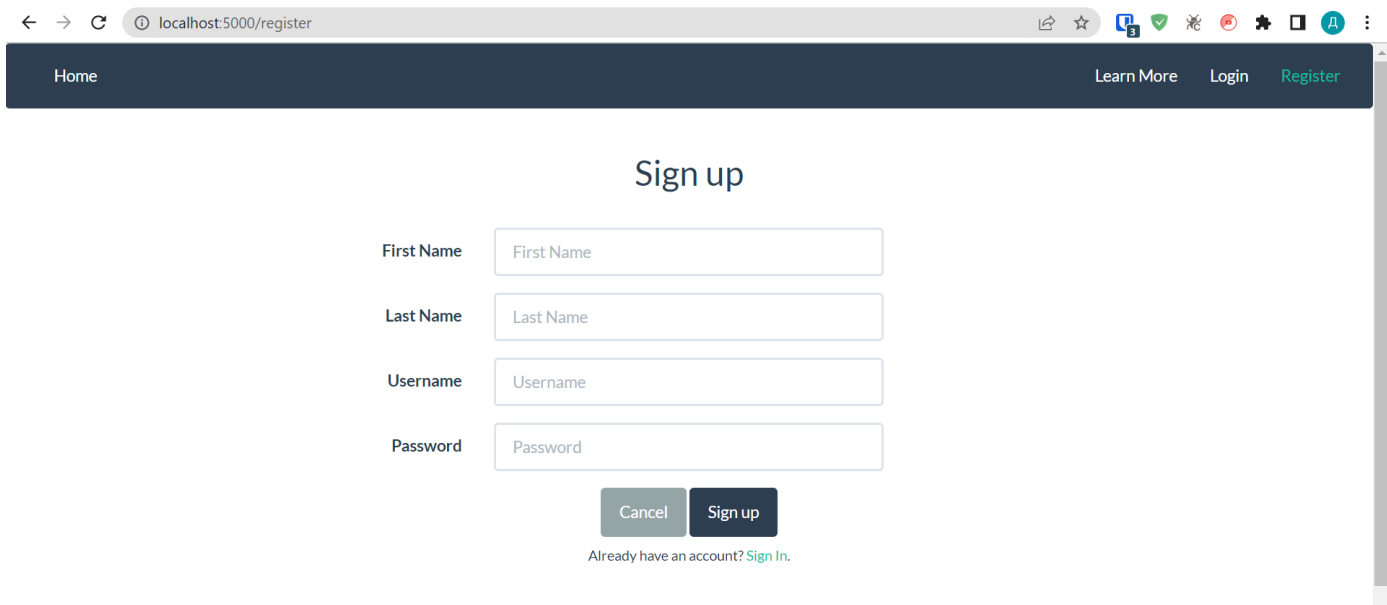 localhost:5000/register
3
Д
Home Learn More Login Register
Sign up
First Name First Name
Last Name Last Name
Username Username
Password Password
Cancel Sign up
Already have an account? Sign In.